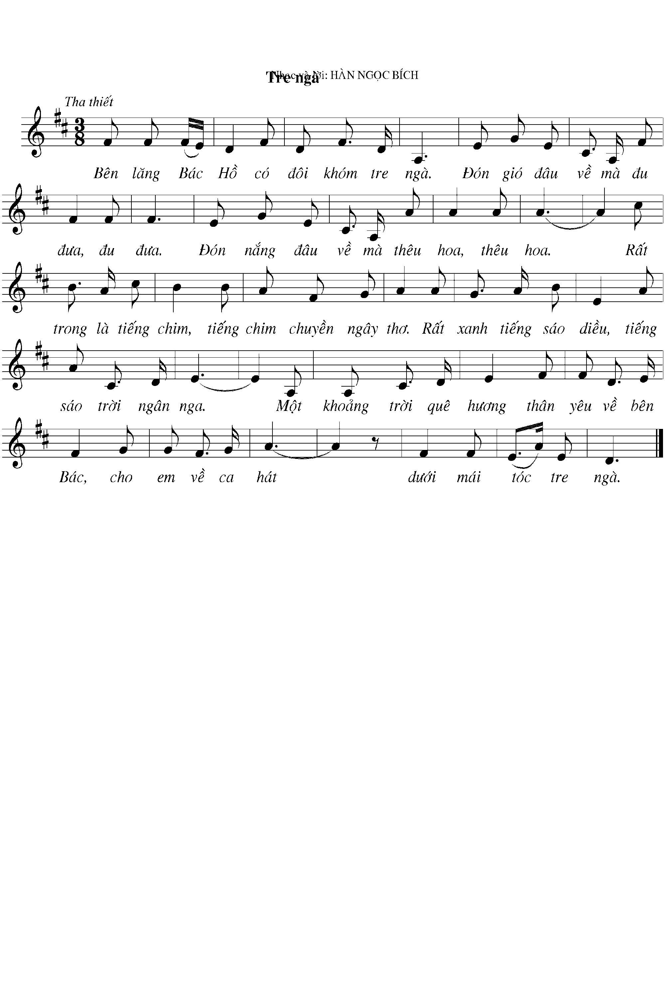 Tre ngà
Nhạc và lời: HÀN NGỌC BÍCH
Tha thiết
3
8
Bên lăng Bác Hồ có đôi khóm tre ngà. Đón gió đâu về mà đu
đưa, đu đưa. Đón nắng đâu về mà thêu hoa, thêu hoa. Rất
trong là tiếng chim, tiếng chim chuyền ngây thơ. Rất xanh tiếng sáo diều, tiếng
sáo trời ngân nga. Một khoảng trời quê hương thân yêu về bên
Bác, cho em về ca hát dưới mái tóc tre ngà.